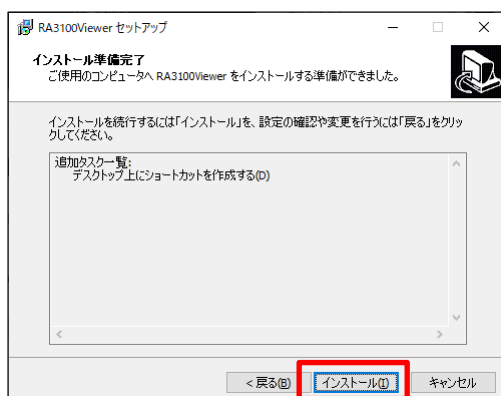 RA3100Viewer セットアップ
インストール準備完了
ご使用のコンピュータへ RA3100Viewer をインストールする準備ができました。
インストールを続行するには「インストール」を、設定の確認や変更を行うには「戻る」をクリッ
クしてください。
追加タスク一覧:
デスクトップ上にショートカットを作成する(D)
< 戻る(B)
インストール(I)
キャンセル